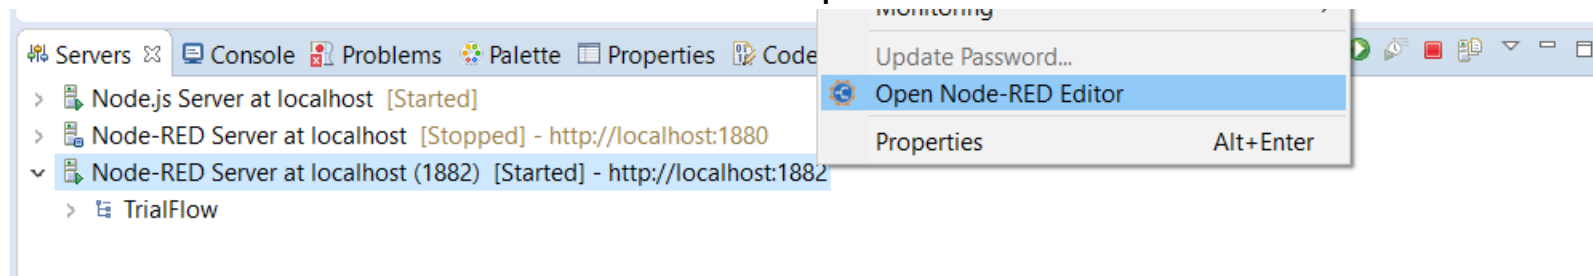 Monitoring
Servers Console Problems Palette Properties Code
Update Password...
Node.js Server at localhost [Started]
Open Node-RED Editor
Node-RED Server at localhost [Stopped] - http://localhost:1880
Properties Alt+Enter
Node-RED Server at localhost (1882) [Started] - http://localhost:1882
TrialFlow